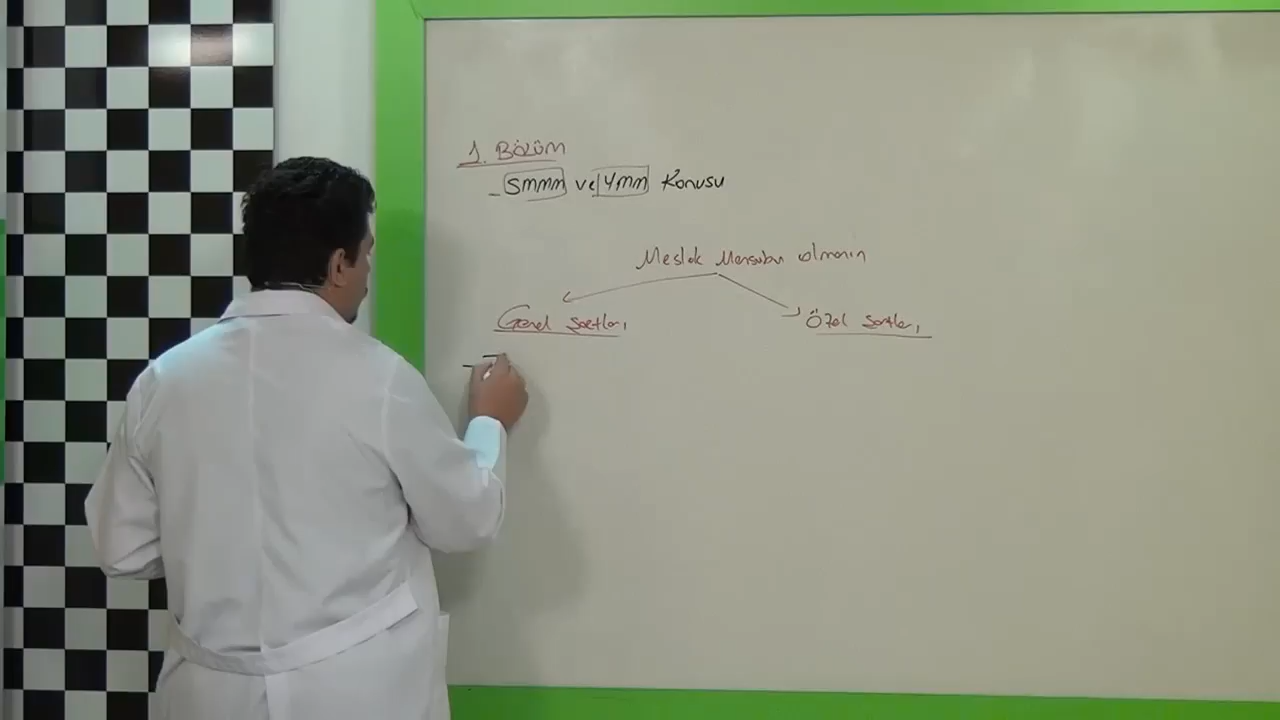 1. BÖLÜM
- SMMM ve YMM Konusu
Meslek Mensubu olmanın
Genel Şartları
Özel Şartları